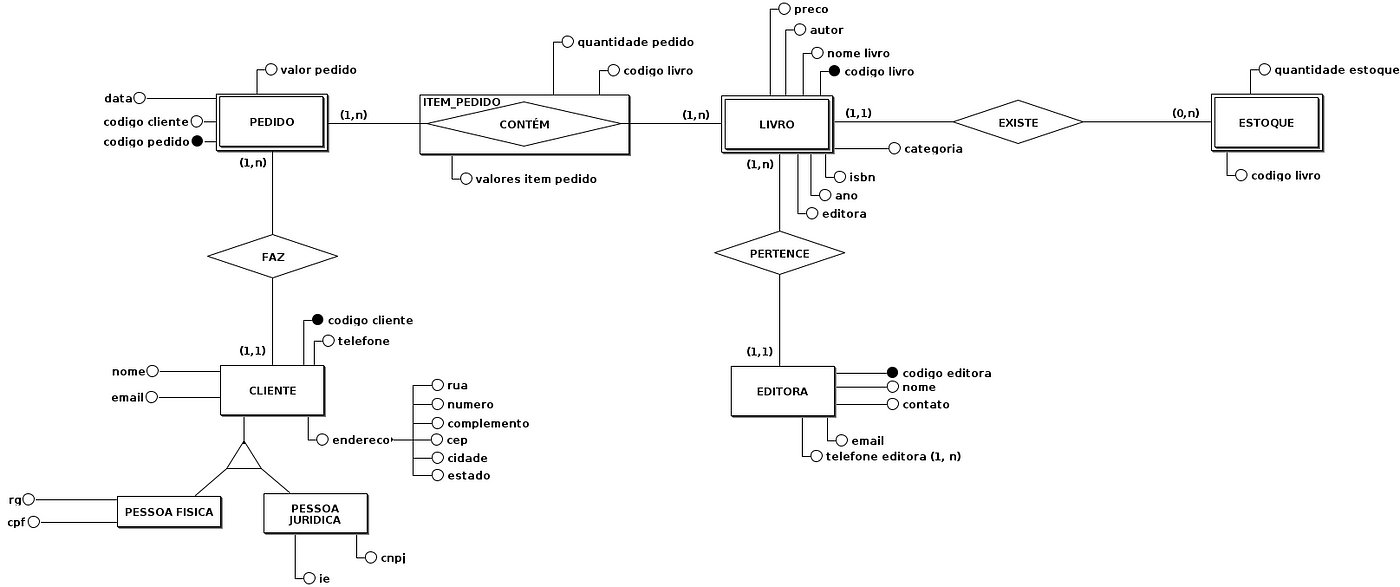 preco
autor
quantidade pedido
nome livro
valor pedido
codigo livro
codigo livro
quantidade estoque
data
ITEM_PEDIDO
codigo cliente
PEDIDO
(1,n)
CONTÉM
(1,n)
LIVRO
(1,1)
EXISTE
(0,n)
ESTOQUE
codigo pedido
categoria
(1,n)
(1,n)
valores item pedido
isbn
codigo livro
ano
editora
FAZ
PERTENCE
codigo cliente
telefone
(1,1)
(1,1)
nome
codigo editora
CLIENTE
rua
EDITORA
nome
email
numero
contato
complemento
endereco
cep
email
cidade
telefone editora (1, n)
estado
rg
PESSOA FISICA
PESSOA
JURIDICA
cpf
cnpj
ie